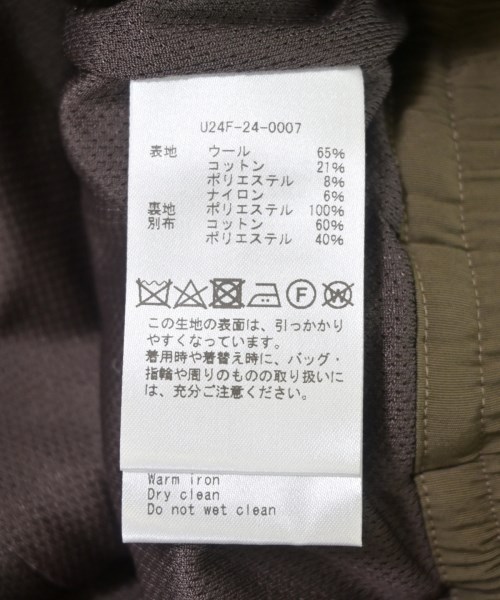 U24F-24-0007
表地 ウール 65%
コットン 21%
ポリエステル 8%
ナイロン 6%
裏地 ポリエステル 100%
別布 コットン 60%
ポリエステル 40%
F W
この生地の表面は、引っかかり
やすくなっています。
着用時や着替え時に、バッグ・
指輪や周りのものの取り扱いに
は、充分ご注意ください。
Warm iron
Dry clean
Do not wet clean